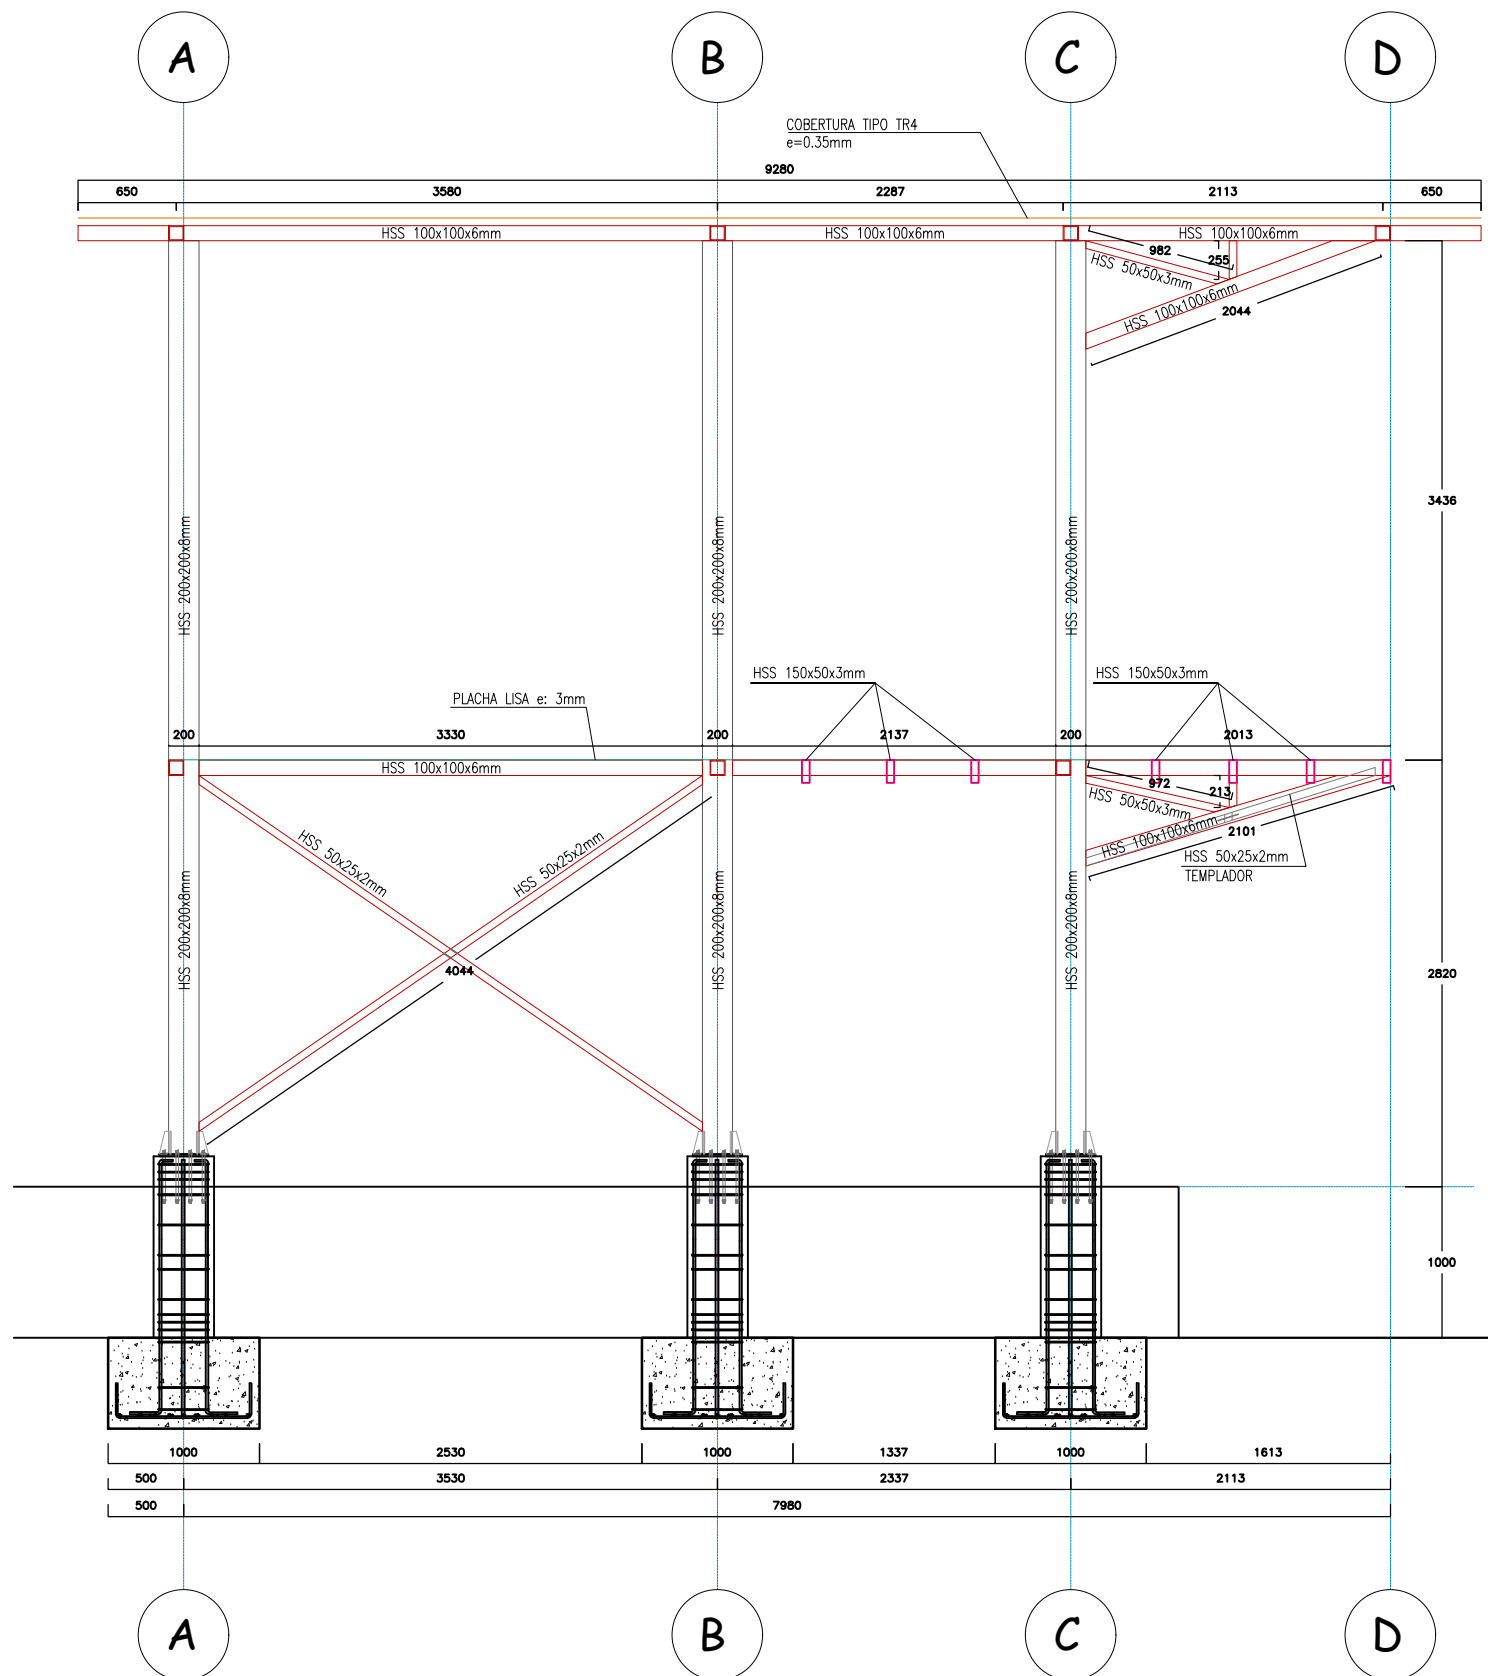 A
B
C
D
COBERTURA TIPO TR4
e=0.35mm
9280
650
3580
2287
2113
650
HSS 100x100x6mm
HSS 100x100x6mm
HSS 100x100x6mm
982
255
HSS 50x50x3mm
HSS 100x100x6mm
2044
3436
HSS 200x200x8mm
HSS 200x200x8mm
HSS 200x200x8mm
HSS 150x50x3mm
HSS 150x50x3mm
PLACHA LISA e: 3mm
200
3330
200
2137
200
2013
HSS 100x100x6mm
972
213
HSS 50x50x3mm
HSS 100x100x6mm
2101
HSS 50x25x2mm
TEMPLADOR
HSS 50x25x2mm
HSS 50x25x2mm
4044
HSS 200x200x8mm
HSS 200x200x8mm
HSS 200x200x8mm
2820
1000
1000
2530
1000
1337
1000
1613
500
3530
2337
2113
500
7980
A
B
C
D